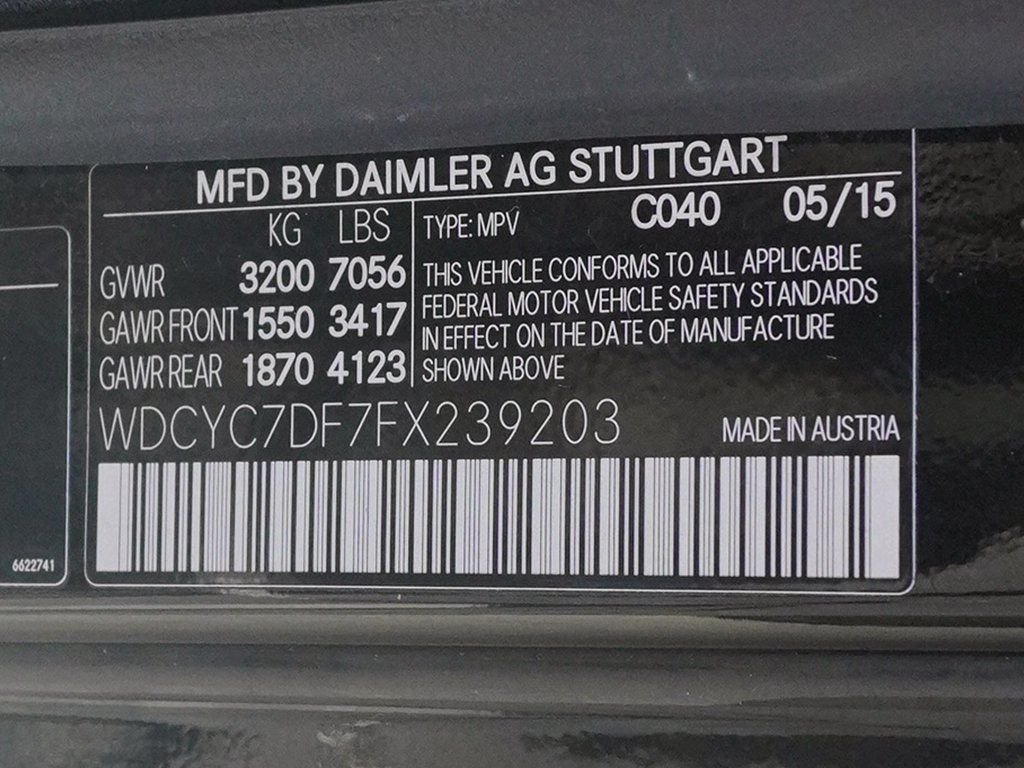 MFD BY DAIMLER AG STUTTGART
KG LBS
GVWR 3200 7056
GAWR FRONT 1550 3417
GAWR REAR 1870 4123
TYPE: MPV C040 05/15
THIS VEHICLE CONFORMS TO ALL APPLICABLE
FEDERAL MOTOR VEHICLE SAFETY STANDARDS
IN EFFECT ON THE DATE OF MANUFACTURE
SHOWN ABOVE
WDCYC7DF7FX239203 MADE IN AUSTRIA
6622741